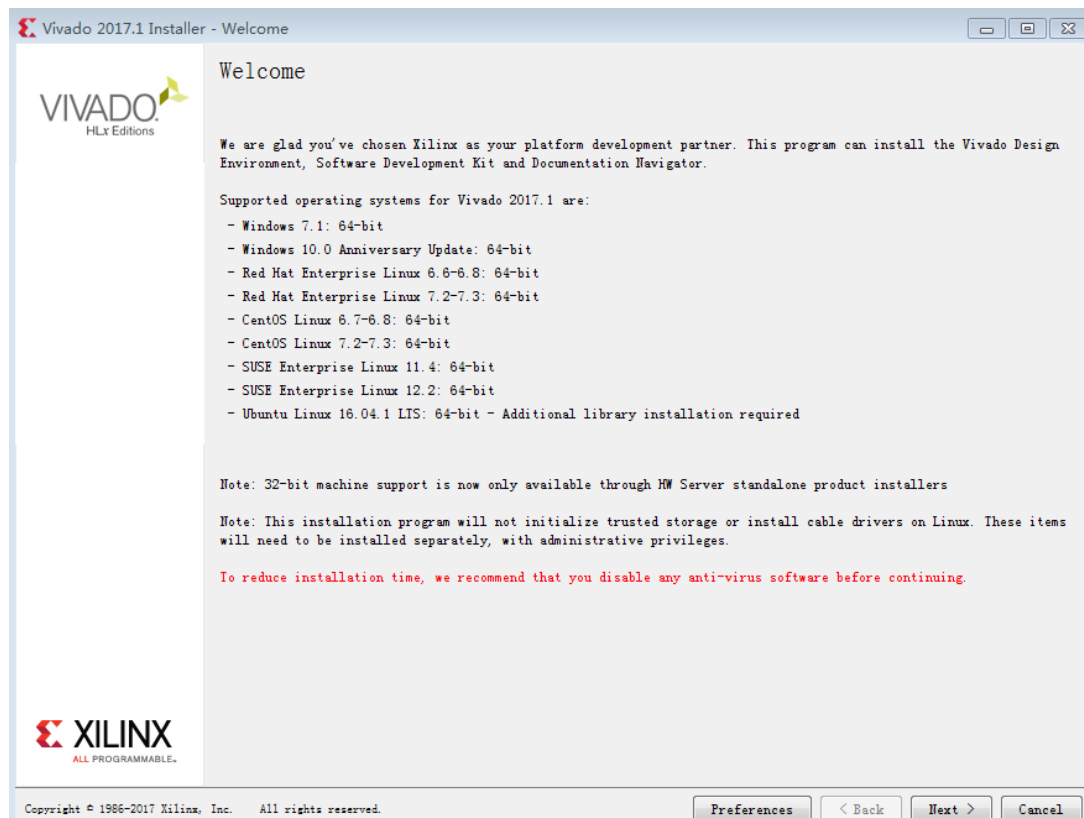 Vivado 2017.1 Installer - Welcome
VIVADO.
HLx Editions
Welcome
We are glad you've chosen Xilinx as your platform development partner. This program can install the Vivado Design
Environment, Software Development Kit and Documentation Navigator.
Supported operating systems for Vivado 2017.1 are:
- Windows 7.1: 64-bit
- Windows 10.0 Anniversary Update: 64-bit
- Red Hat Enterprise Linux 6.6-6.8: 64-bit
- Red Hat Enterprise Linux 7.2-7.3: 64-bit
- CentOS Linux 6.7-6.8: 64-bit
- CentOS Linux 7.2-7.3: 64-bit
- SUSE Enterprise Linux 11.4: 64-bit
- SUSE Enterprise Linux 12.2: 64-bit
- Ubuntu Linux 16.04.1 LTS: 64-bit - Additional library installation required
Note: 32-bit machine support is now only available through HW Server standalone product installers
Note: This installation program will not initialize trusted storage or install cable drivers on Linux. These items
will need to be installed separately, with administrative privileges.
To reduce installation time, we recommend that you disable any anti-virus software before continuing.
XILINX
ALL PROGRAMMABLE™
Copyright © 1986-2017 Xilinx, Inc. All rights reserved.
Preferences < Back Next > Cancel